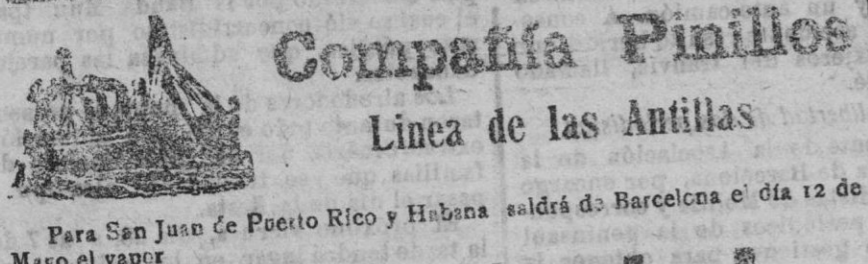 Compañía Pinillos
Linea de las Antillas
Para San Juan de Puerto Rico y Habana saldrá de Barcelona el día 12 de
Mayo el vapor